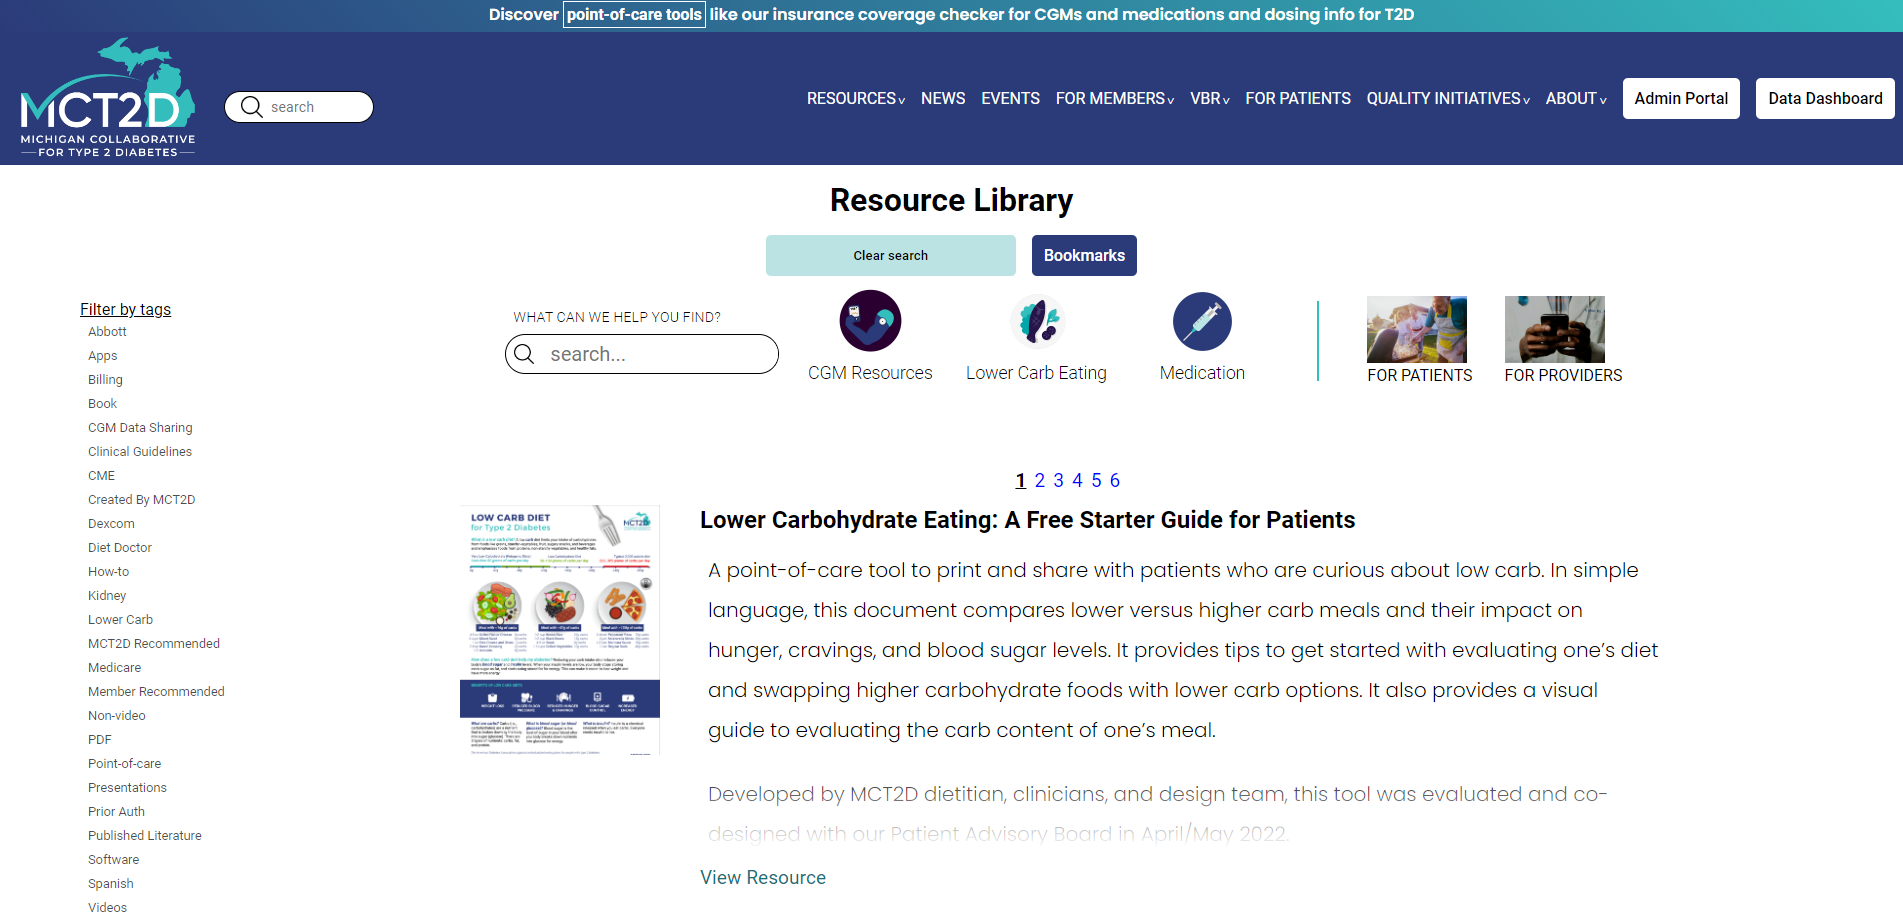 Discover point-of-care tools like our insurance coverage checker for CGMs and medications and dosing info for T2D
MCT2D
MICHIGAN COLLABORATIVE
FOR TYPE 2 DIABETES
search
RESOURCES v NEWS EVENTS FOR MEMBERS v VBR v FOR PATIENTS QUALITY INITIATIVES v ABOUT v Admin Portal Data Dashboard
Resource Library
Clear search
Bookmarks
Filter by tags
Abbott
Apps
Billing
Book
CGM Data Sharing
Clinical Guidelines
CME
Created By MCT2D
Dexcom
Diet Doctor
How-to
Kidney
Lower Carb
MCT2D Recommended
Medicare
Member Recommended
Non-video
PDF
Point-of-care
Presentations
Prior Auth
Published Literature
Software
Spanish
Videos
WHAT CAN WE HELP YOU FIND?
search...
CGM Resources
Lower Carb Eating
Medication
FOR PATIENTS
FOR PROVIDERS
1 2 3 4 5 6
LOW CARB DIET
for Type 2 Diabetes
MCT2D
Lower Carbohydrate Eating: A Free Starter Guide for Patients
A point-of-care tool to print and share with patients who are curious about low carb. In simple
language, this document compares lower versus higher carb meals and their impact on
hunger, cravings, and blood sugar levels. It provides tips to get started with evaluating one's diet
and swapping higher carbohydrate foods with lower carb options. It also provides a visual
guide to evaluating the carb content of one's meal.
Developed by MCT2D dietitian, clinicians, and design team, this tool was evaluated and co-
designed with our Patient Advisory Board in April/May 2022.
View Resource